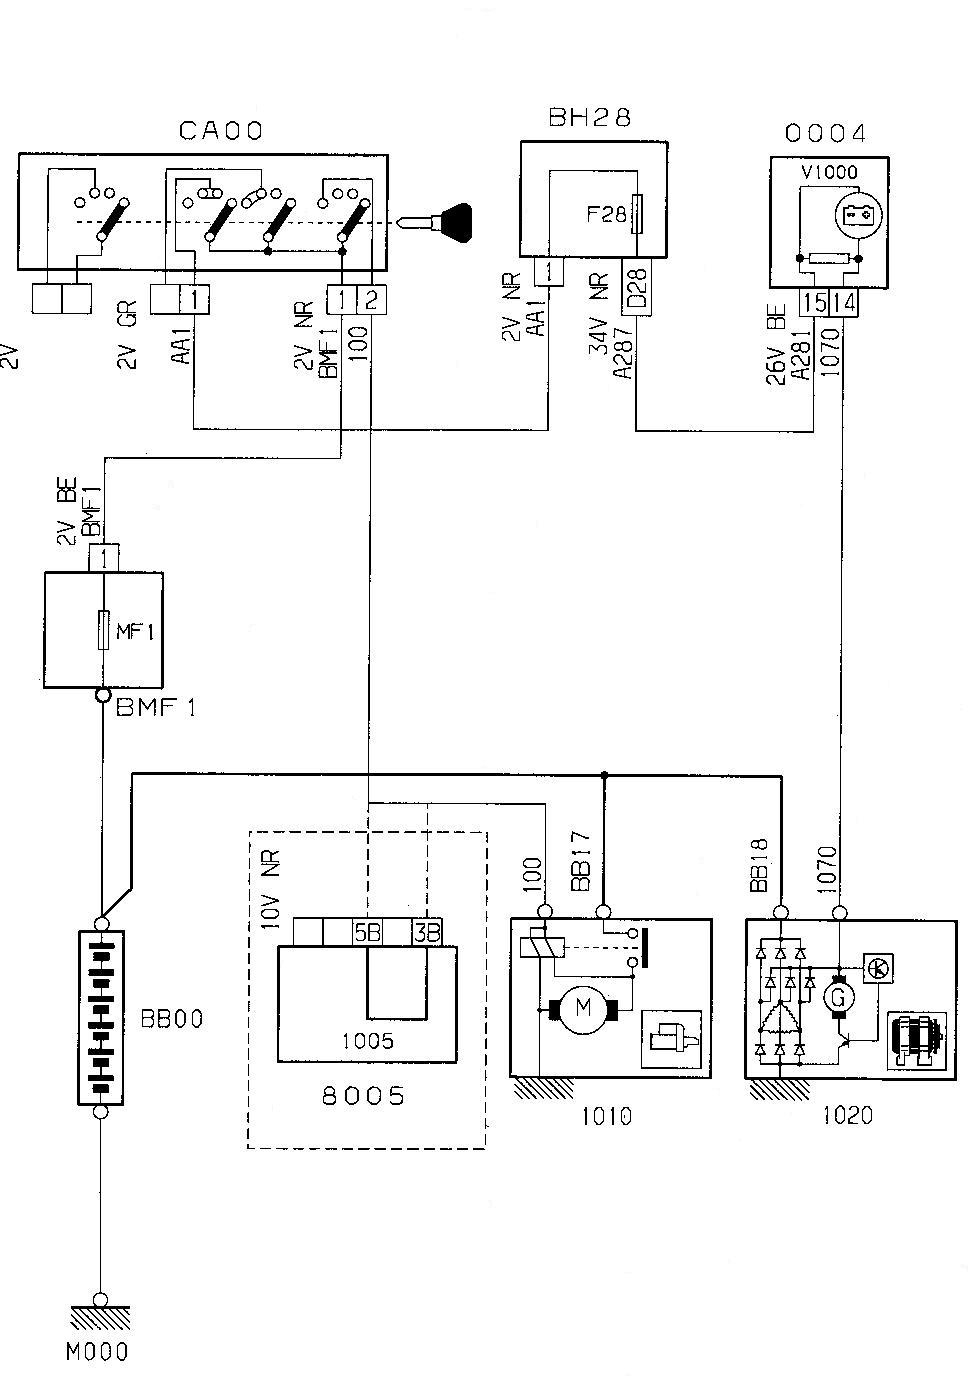 CA00
BH28
0004
V1000
F28
1
1
2
1
D28
15
14
2V
2V GR
AA1
2V NR
BMF1
100
2V NR
AA1
34V NR
A287
26V BE
A281
1070
2V BE
BMF1
1
MF1
BMF1
10V NR
100
BB17
BB18
1070
5B
3B
1005
8005
M
1010
G
1020
BB00
M000